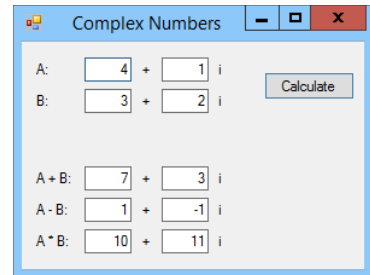 Complex Numbers
A: 4 + 1 i
Calculate
B: 3 + 2 i
A + B: 7 + 3 i
A - B: 1 + -1 i
A * B: 10 + 11 i